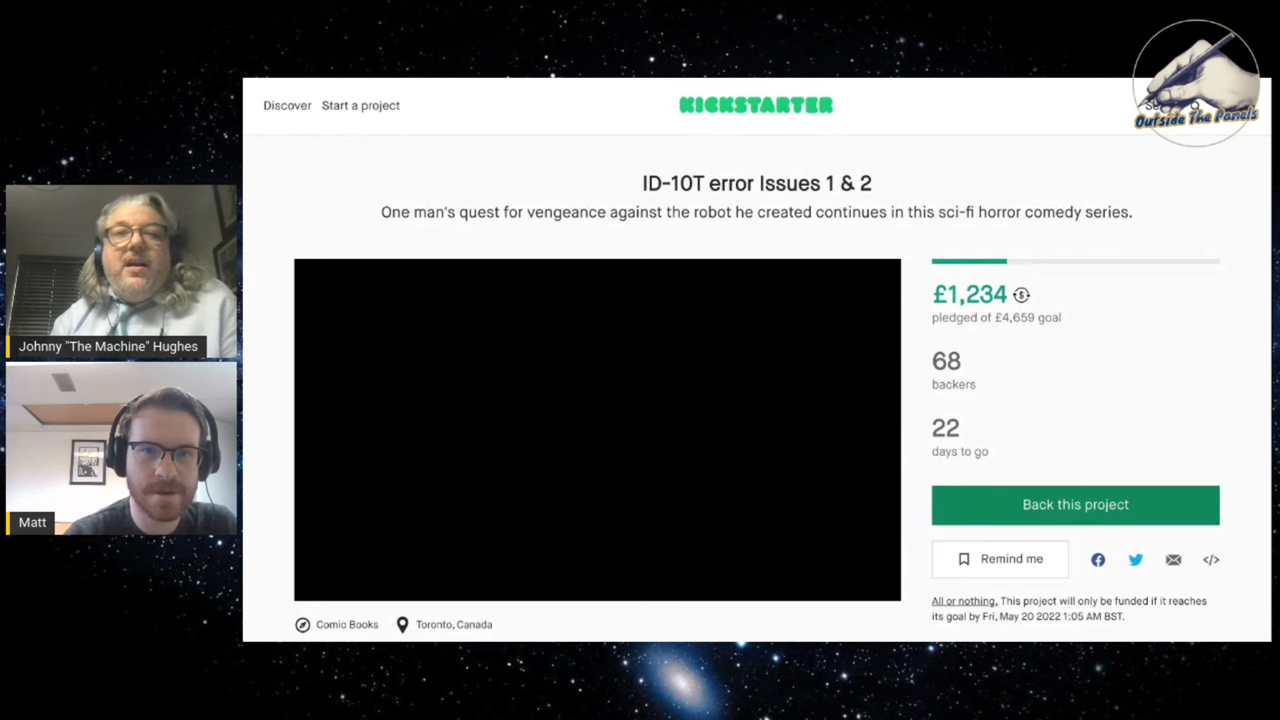 Discover Start a project
KICKSTARTER
Outside The Panels
ID-10T error Issues 1 & 2
One man's quest for vengeance against the robot he created continues in this sci-fi horror comedy series.
£1,234
pledged of £4,659 goal
68
backers
22
days to go
Back this project
Remind me
All or nothing. This project will only be funded if it reaches
its goal by Fri, May 20 2022 1:05 AM BST.
Comic Books Toronto, Canada
Johnny "The Machine" Hughes
Matt